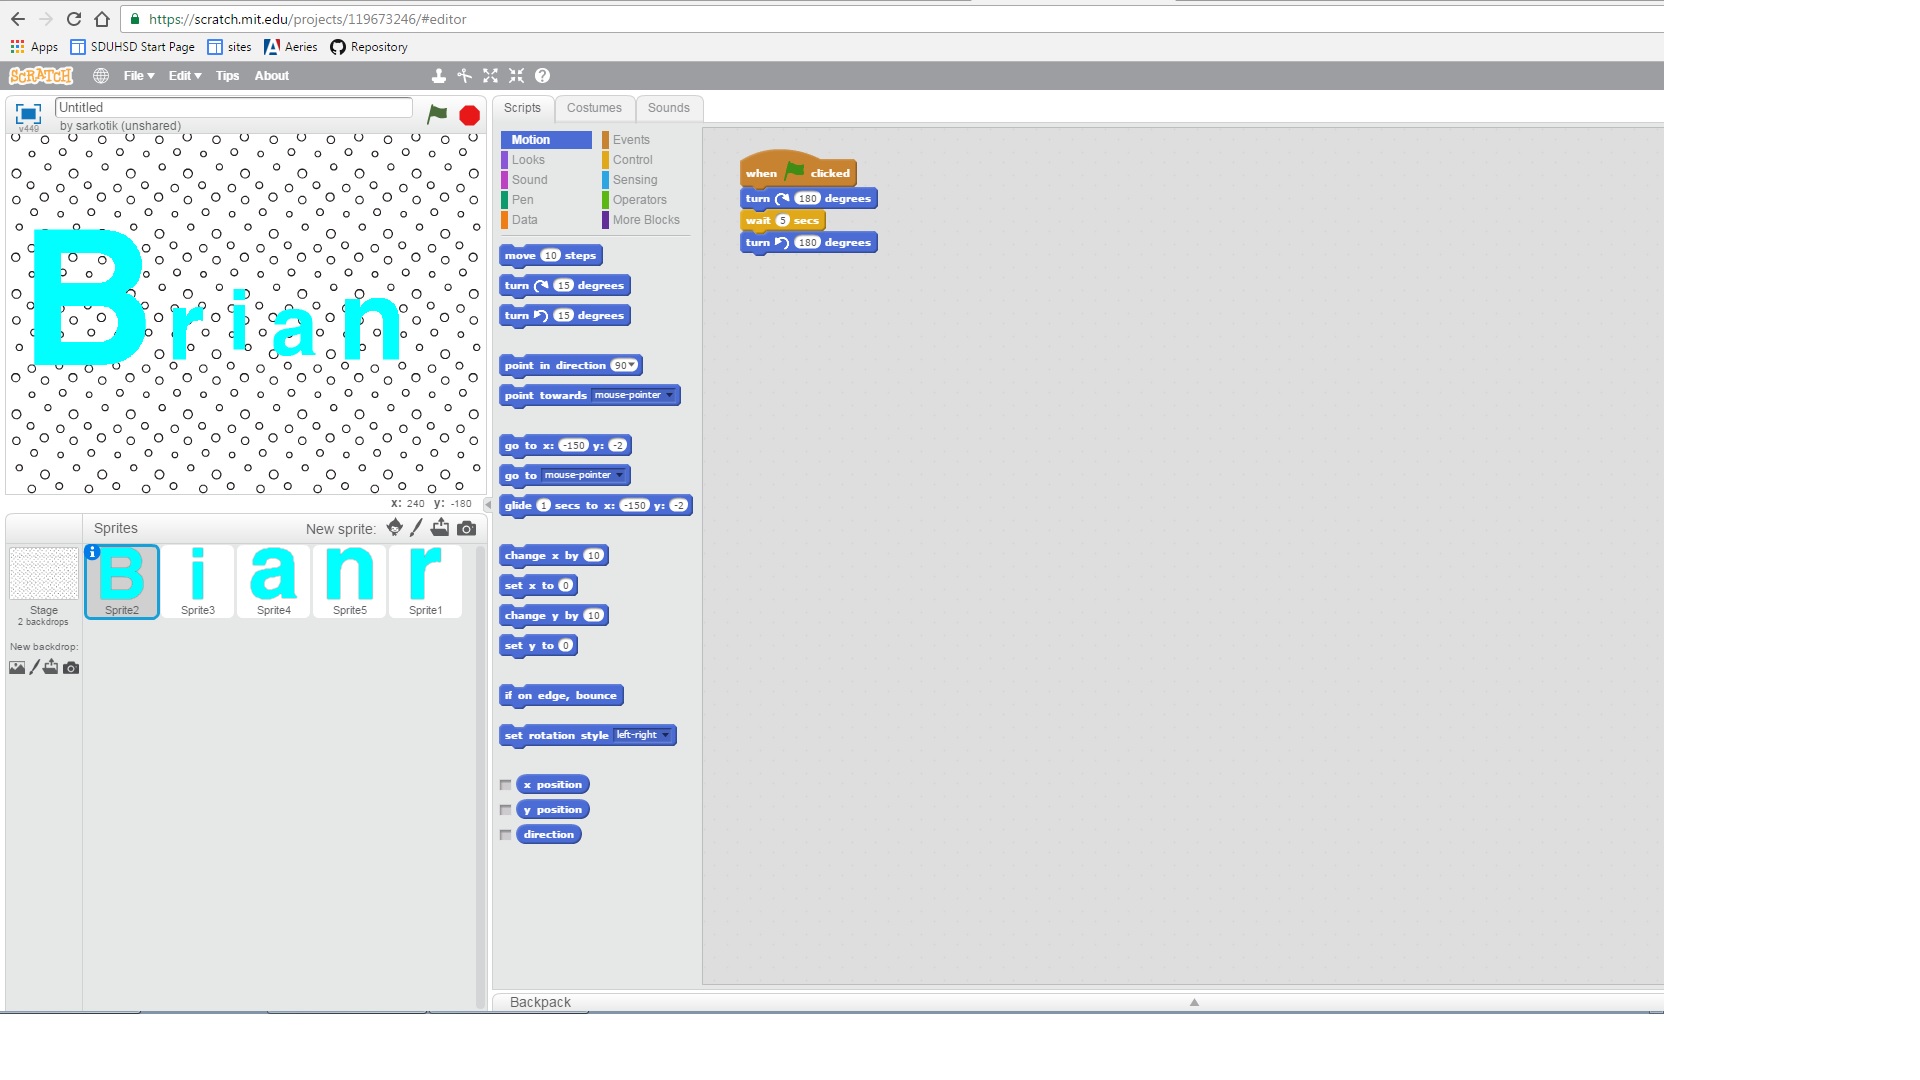 https://scratch.mit.edu/projects/119673246/#editor
Apps SDUHSD Start Page sites Aeries Repository
SCRATCH File Edit Tips About
Untitled
by sarkotik (unshared)
v449
Brian
x: 240 y: -180
Sprites New sprite:
B i a n r
Sprite2 Sprite3 Sprite4 Sprite5 Sprite1
Stage
2 backdrops
New backdrop:
Scripts Costumes Sounds
Motion Events
Looks Control
Sound Sensing
Pen Operators
Data More Blocks
move 10 steps
turn 15 degrees
turn 15 degrees
point in direction 90
point towards mouse-pointer
go to x: -150 y: -2
go to mouse-pointer
glide 1 secs to x: -150 y: -2
change x by 10
set x to 0
change y by 10
set y to 0
if on edge, bounce
set rotation style left-right
x position
y position
direction
when clicked
turn 180 degrees
wait 5 secs
turn 180 degrees
Backpack